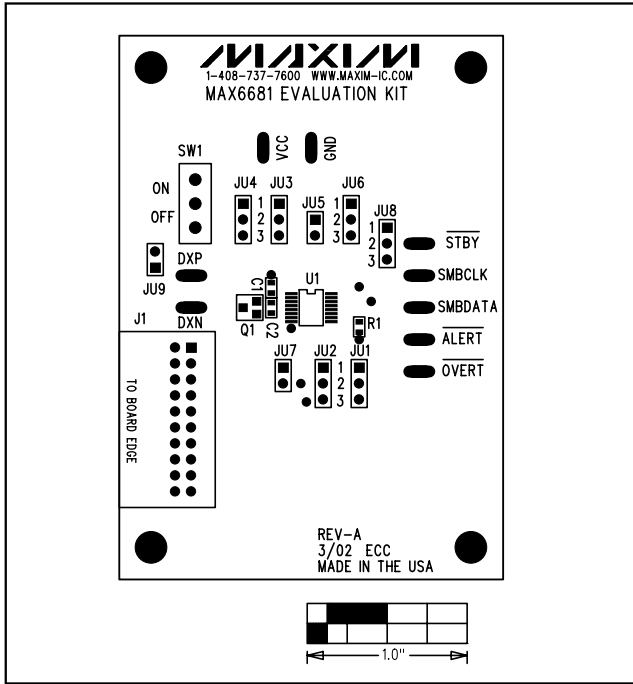 MAXIM
1-408-737-7600 WWW.MAXIM-IC.COM
MAX6681 EVALUATION KIT
VCC
GND
SW1
ON
OFF
JU4
JU3
1
2
3
JU5
JU6
1
2
3
JU8
1
2
3
STBY
SMBCLK
SMBDATA
ALERT
OVERT
JU9
DXP
DXN
C1
C2
Q1
U1
R1
J1
TO BOARD EDGE
JU7
JU2
JU1
1
2
3
REV-A
3/02 ECC
MADE IN THE USA
1.0"